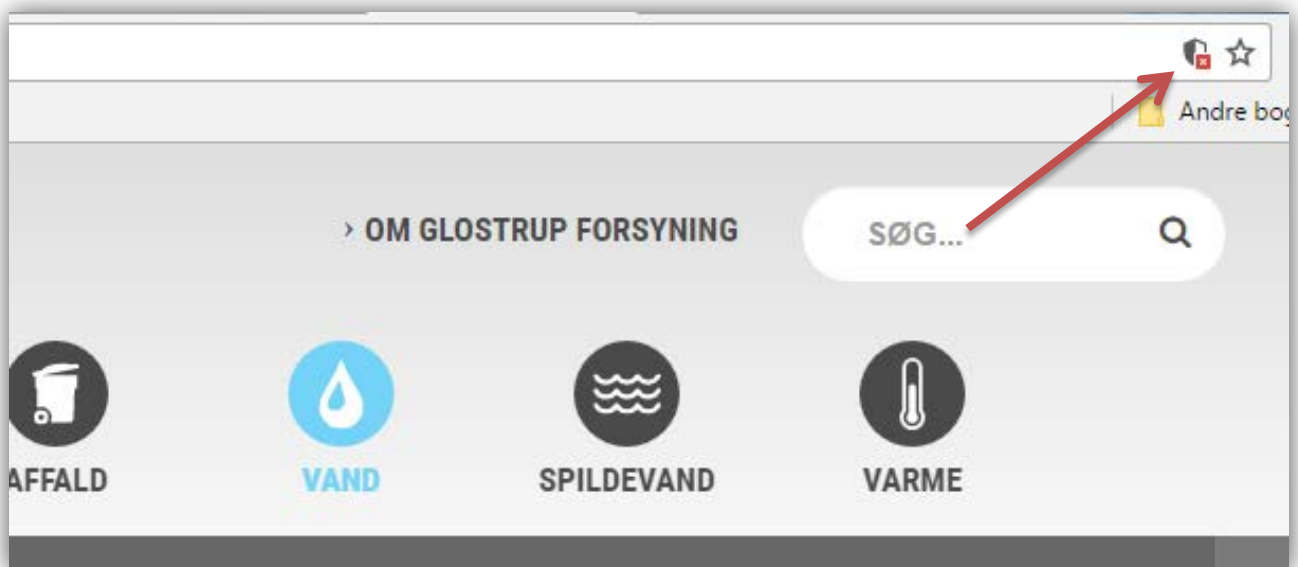 Andre bog
› OM GLOSTRUP FORSYNING
SØG...
AFFALD
VAND
SPILDEVAND
VARME